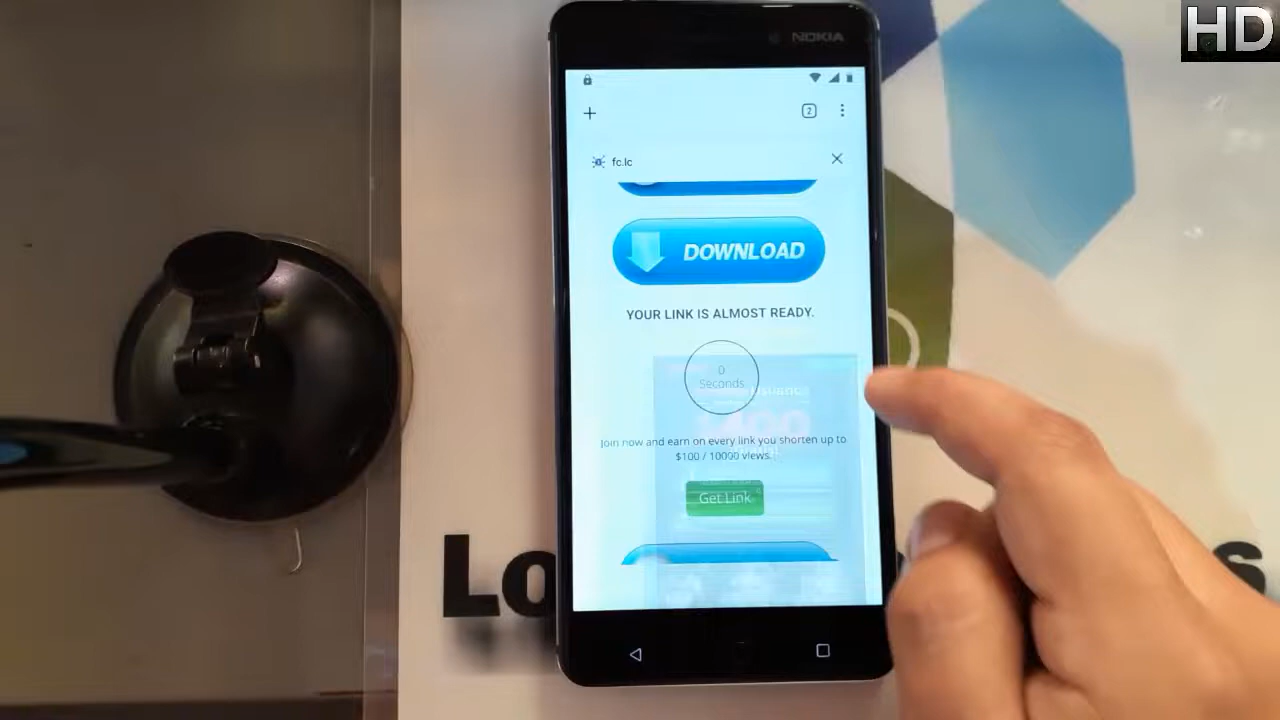 HD
NOKIA
2
fc.lc
DOWNLOAD
YOUR LINK IS ALMOST READY.
0
Seconds
Join now and earn on every link you shorten up to
$100 / 10000 views.
Get Link
Lo
s